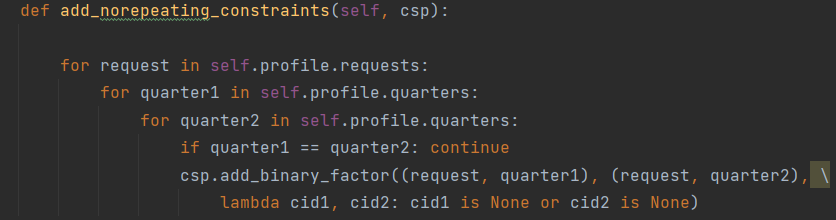 def add_norepeating_constraints(self, csp):
for request in self.profile.requests:
for quarter1 in self.profile.quarters:
for quarter2 in self.profile.quarters:
if quarter1 == quarter2: continue
csp.add_binary_factor((request, quarter1), (request, quarter2), \
lambda cid1, cid2: cid1 is None or cid2 is None)